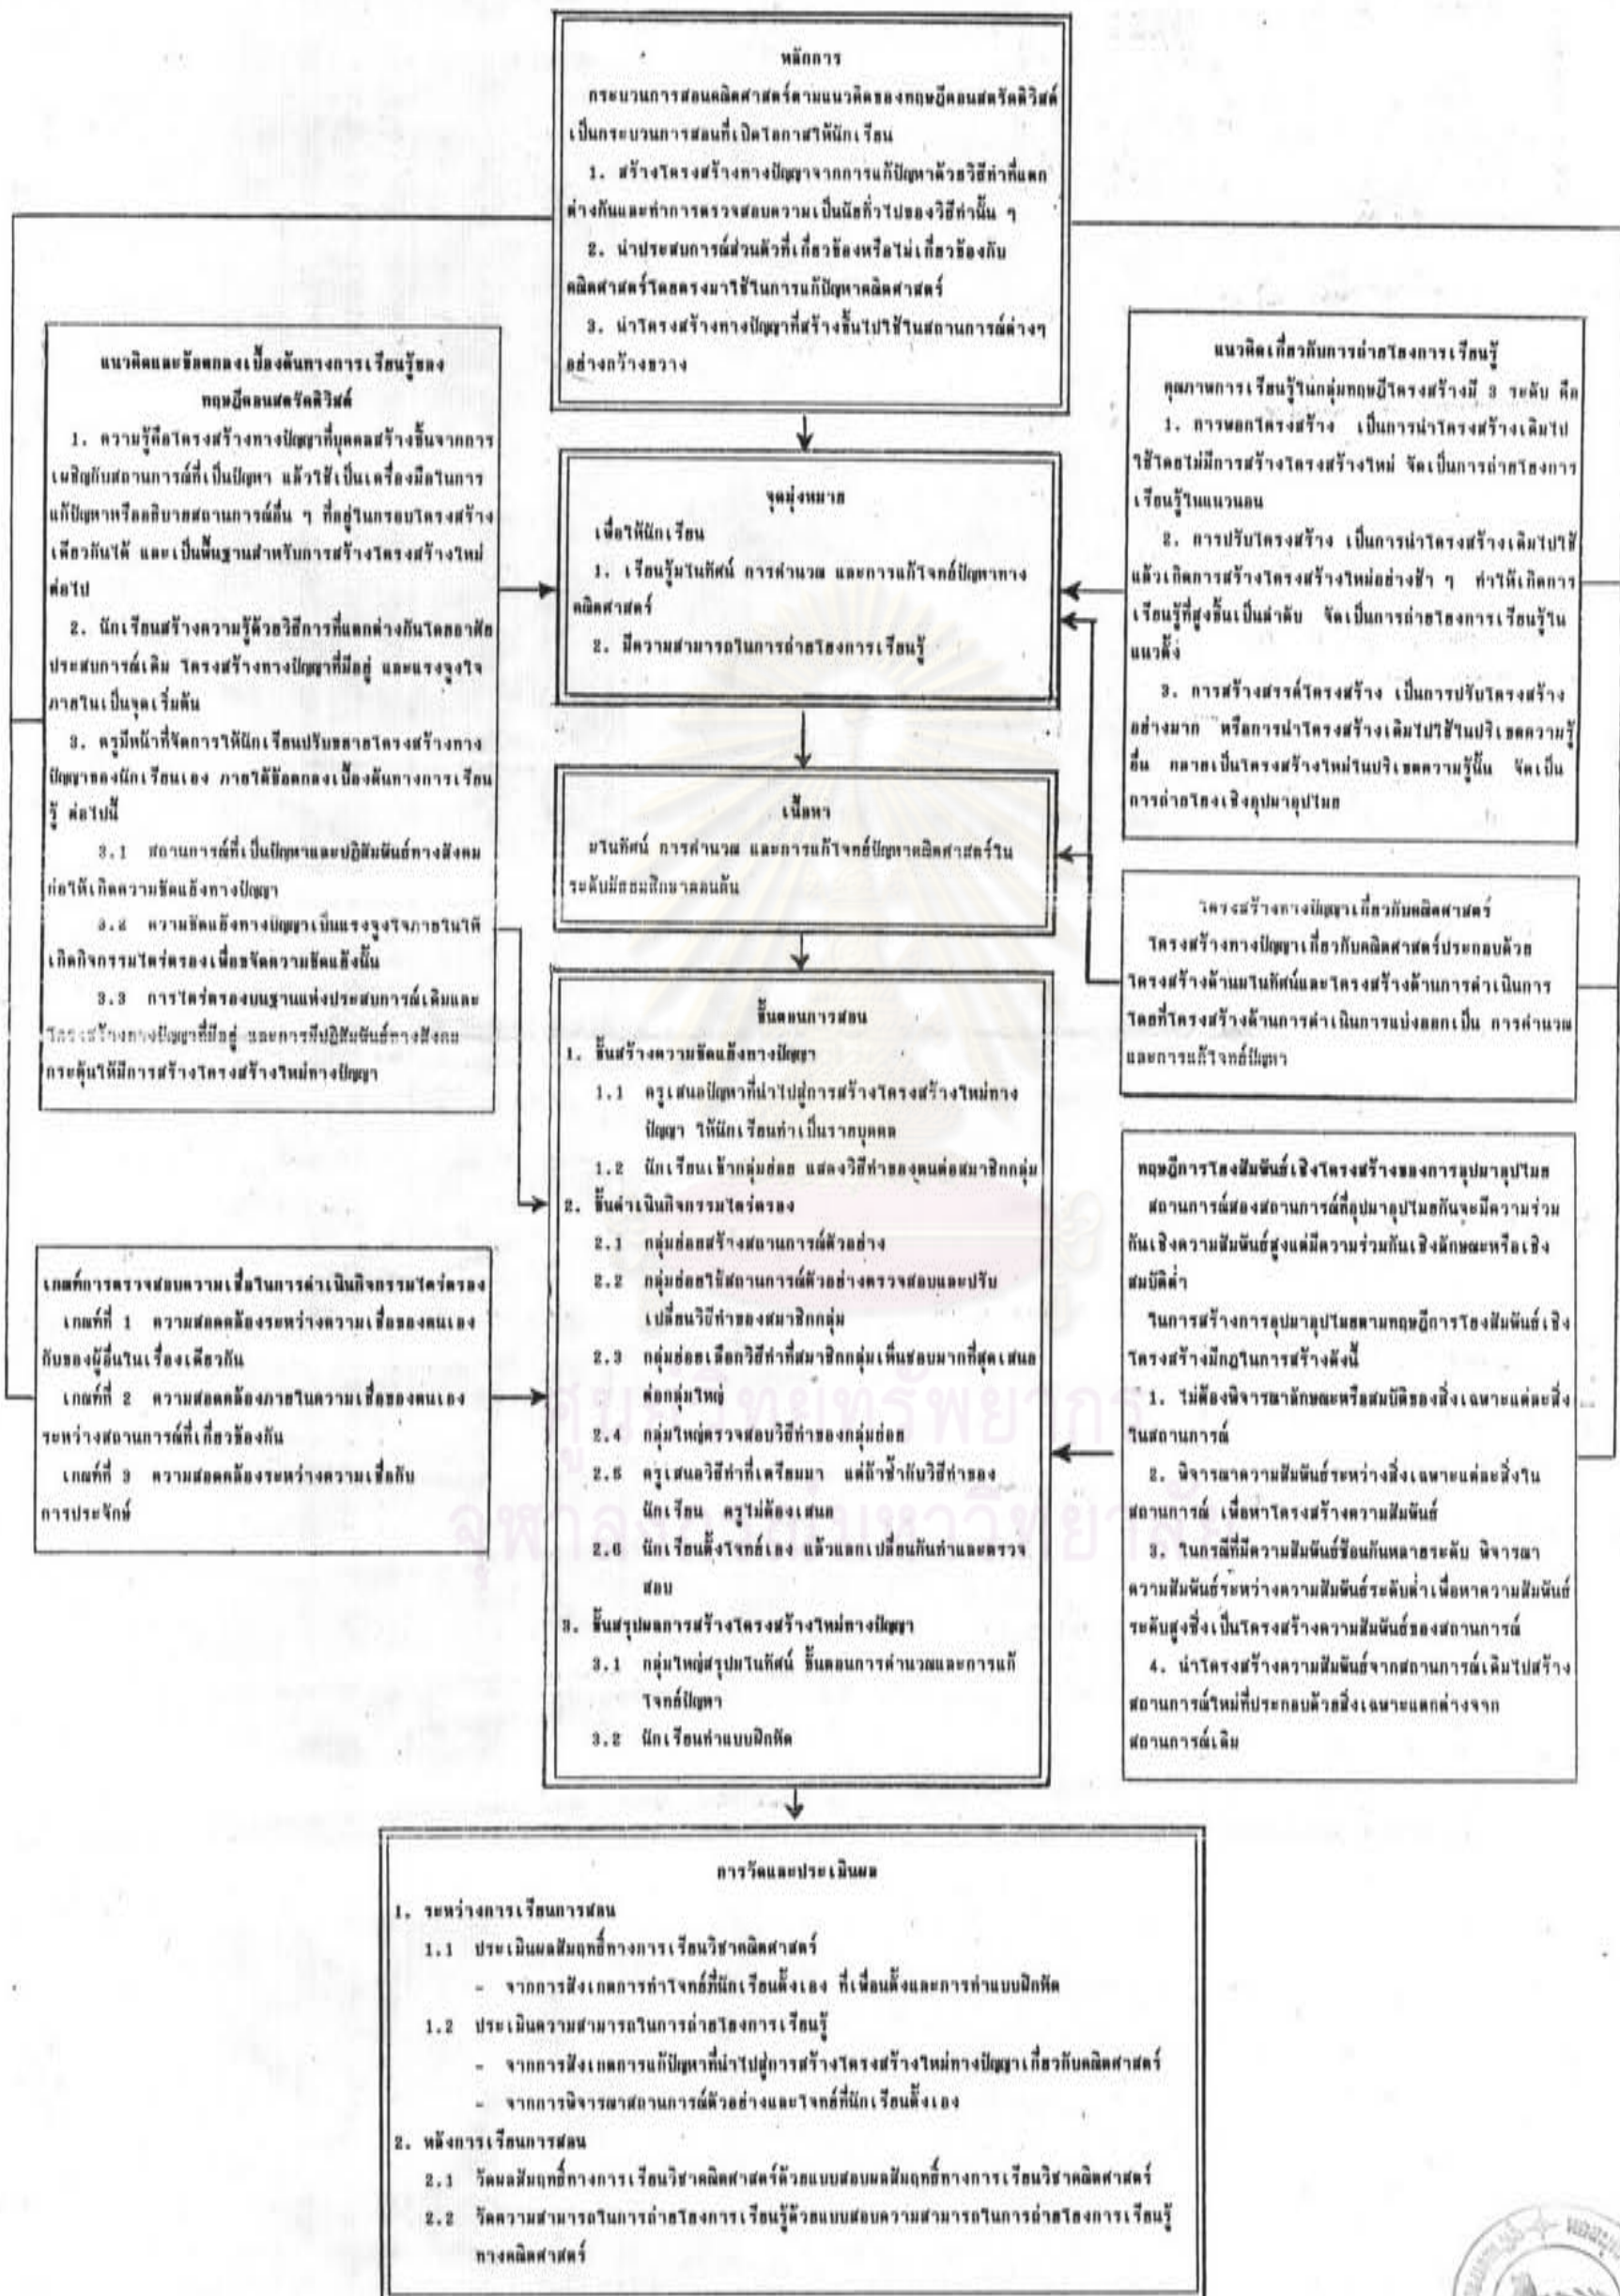 หลักการ
กระบวนการสอนคณิตศาสตร์ตามแนวคิดของทฤษฎีคอนสตรัคติวิสต์
เป็นกระบวนการสอนที่เปิดโอกาสให้นักเรียน
1. สร้างโครงสร้างทางปัญญาจากการแก้ปัญหาด้วยวิธีทำที่แตก
ต่างกันและทำการตรวจสอบความเป็นนัยทั่วไปของวิธีทำนั้น ๆ
2. นำประสบการณ์ส่วนตัวที่เกี่ยวข้องหรือไม่เกี่ยวข้องกับ
คณิตศาสตร์โดยตรงมาใช้ในการแก้ปัญหาคณิตศาสตร์
3. นำโครงสร้างทางปัญญาที่สร้างขึ้นไปใช้ในสถานการณ์ต่างๆ
อย่างกว้างขวาง
แนวคิดและข้อตกลงเบื้องต้นทางการเรียนรู้ของ
ทฤษฎีคอนสตรัคติวิสต์
1. ความรู้คือโครงสร้างทางปัญญาที่บุคคลสร้างขึ้นจากการ
เผชิญกับสถานการณ์ที่เป็นปัญหา แล้วใช้เป็นเครื่องมือในการ
แก้ปัญหาหรืออธิบายสถานการณ์อื่น ๆ ที่อยู่ในกรอบโครงสร้าง
เดียวกันได้ และเป็นพื้นฐานสำหรับการสร้างโครงสร้างใหม่
ต่อไป
2. นักเรียนสร้างความรู้ด้วยวิธีการที่แตกต่างกันโดยอาศัย
ประสบการณ์เดิม โครงสร้างทางปัญญาที่มีอยู่ และแรงจูงใจ
ภายในเป็นจุดเริ่มต้น
3. ครูมีหน้าที่จัดการให้นักเรียนปรับขยายโครงสร้างทาง
ปัญญาของนักเรียนเอง ภายใต้ข้อตกลงเบื้องต้นทางการเรียน
รู้ ต่อไปนี้
3.1 สถานการณ์ที่เป็นปัญหาและปฏิสัมพันธ์ทางสังคม
ก่อให้เกิดความขัดแย้งทางปัญญา
3.2 ความขัดแย้งทางปัญญาเป็นแรงจูงใจภายในให้
เกิดกิจกรรมไตร่ตรองเพื่อขจัดความขัดแย้งนั้น
3.3 การไตร่ตรองบนฐานแห่งประสบการณ์เดิมและ
โครงสร้างทางปัญญาที่มีอยู่ และการมีปฏิสัมพันธ์ทางสังคม
กระตุ้นให้มีการสร้างโครงสร้างใหม่ทางปัญญา
เกณฑ์การตรวจสอบความเชื่อในการดำเนินกิจกรรมไตร่ตรอง
เกณฑ์ที่ 1 ความสอดคล้องระหว่างความเชื่อของตนเอง
กับของผู้อื่นในเรื่องเดียวกัน
เกณฑ์ที่ 2 ความสอดคล้องภายในความเชื่อของตนเอง
ระหว่างสถานการณ์ที่เกี่ยวข้องกัน
เกณฑ์ที่ 3 ความสอดคล้องระหว่างความเชื่อกับ
การประจักษ์
จุดมุ่งหมาย
เพื่อให้นักเรียน
1. เรียนรู้มโนทัศน์ การคำนวณ และการแก้โจทย์ปัญหาทาง
คณิตศาสตร์
2. มีความสามารถในการถ่ายโยงการเรียนรู้
เนื้อหา
มโนทัศน์ การคำนวณ และการแก้โจทย์ปัญหาคณิตศาสตร์ใน
ระดับมัธยมศึกษาตอนต้น
ขั้นตอนการสอน
1. ขั้นสร้างความขัดแย้งทางปัญญา
1.1 ครูเสนอปัญหาที่นำไปสู่การสร้างโครงสร้างใหม่ทาง
ปัญญา ให้นักเรียนทำเป็นรายบุคคล
1.2 นักเรียนเข้ากลุ่มย่อย แสดงวิธีทำของตนต่อสมาชิกกลุ่ม
2. ขั้นดำเนินกิจกรรมไตร่ตรอง
2.1 กลุ่มย่อยสร้างสถานการณ์ตัวอย่าง
2.2 กลุ่มย่อยใช้สถานการณ์ตัวอย่างตรวจสอบและปรับ
เปลี่ยนวิธีทำของสมาชิกกลุ่ม
2.3 กลุ่มย่อยเลือกวิธีทำที่สมาชิกกลุ่มเห็นชอบมากที่สุดเสนอ
ต่อกลุ่มใหญ่
2.4 กลุ่มใหญ่ตรวจสอบวิธีทำของกลุ่มย่อย
2.5 ครูเสนอวิธีทำที่เตรียมมา แต่ถ้าซ้ำกับวิธีทำของ
นักเรียน ครูไม่ต้องเสนอ
2.6 นักเรียนตั้งโจทย์เอง แล้วแลกเปลี่ยนกันทำและตรวจ
สอบ
3. ขั้นสรุปผลการสร้างโครงสร้างใหม่ทางปัญญา
3.1 กลุ่มใหญ่สรุปมโนทัศน์ ขั้นตอนการคำนวณและการแก้
โจทย์ปัญหา
3.2 นักเรียนทำแบบฝึกหัด
แนวคิดเกี่ยวกับการถ่ายโยงการเรียนรู้
คุณภาพการเรียนรู้ในกลุ่มทฤษฎีโครงสร้างมี 3 ระดับ คือ
1. การพอกโครงสร้าง เป็นการนำโครงสร้างเดิมไป
ใช้โดยไม่มีการสร้างโครงสร้างใหม่ จัดเป็นการถ่ายโยงการ
เรียนรู้ในแนวนอน
2. การปรับโครงสร้าง เป็นการนำโครงสร้างเดิมไปใช้
แล้วเกิดการสร้างโครงสร้างใหม่อย่างช้า ๆ ทำให้เกิดการ
เรียนรู้ที่สูงขึ้นเป็นลำดับ จัดเป็นการถ่ายโยงการเรียนรู้ใน
แนวตั้ง
3. การสร้างสรรค์โครงสร้าง เป็นการปรับโครงสร้าง
อย่างมาก หรือการนำโครงสร้างเดิมไปใช้ในปริเขตความรู้
อื่น กลายเป็นโครงสร้างใหม่ในปริเขตความรู้นั้น จัดเป็น
การถ่ายโยงเชิงอุปมาอุปไมย
โครงสร้างทางปัญญาเกี่ยวกับคณิตศาสตร์
โครงสร้างทางปัญญาเกี่ยวกับคณิตศาสตร์ประกอบด้วย
โครงสร้างด้านมโนทัศน์และโครงสร้างด้านการดำเนินการ
โดยที่โครงสร้างด้านการดำเนินการแบ่งออกเป็น การคำนวณ
และการแก้โจทย์ปัญหา
ทฤษฎีการโยงสัมพันธ์เชิงโครงสร้างของการอุปมาอุปไมย
สถานการณ์สองสถานการณ์ที่อุปมาอุปไมยกันจะมีความร่วม
กันเชิงความสัมพันธ์สูงแต่มีความร่วมกันเชิงลักษณะหรือเชิง
สมบัติต่ำ
ในการสร้างการอุปมาอุปไมยตามทฤษฎีการโยงสัมพันธ์เชิง
โครงสร้างมีกฎในการสร้างดังนี้
1. ไม่ต้องพิจารณาลักษณะหรือสมบัติของสิ่งเฉพาะแต่ละสิ่ง
ในสถานการณ์
2. พิจารณาความสัมพันธ์ระหว่างสิ่งเฉพาะแต่ละสิ่งใน
สถานการณ์ เพื่อหาโครงสร้างความสัมพันธ์
3. ในกรณีที่มีความสัมพันธ์ซ้อนกันหลายระดับ พิจารณา
ความสัมพันธ์ระหว่างความสัมพันธ์ระดับต่ำเพื่อหาความสัมพันธ์
ระดับสูงซึ่งเป็นโครงสร้างความสัมพันธ์ของสถานการณ์
4. นำโครงสร้างความสัมพันธ์จากสถานการณ์เดิมไปสร้าง
สถานการณ์ใหม่ที่ประกอบด้วยสิ่งเฉพาะแตกต่างจาก
สถานการณ์เดิม
ศูนย์วิทยทรัพยากร
จุฬาลงกรณ์มหาวิทยาลัย
การวัดและประเมินผล
1. ระหว่างการเรียนการสอน
1.1 ประเมินผลสัมฤทธิ์ทางการเรียนวิชาคณิตศาสตร์
- จากการสังเกตการทำโจทย์ที่นักเรียนตั้งเอง ที่เพื่อนตั้งและการทำแบบฝึกหัด
1.2 ประเมินความสามารถในการถ่ายโยงการเรียนรู้
- จากการสังเกตการแก้ปัญหาที่นำไปสู่การสร้างโครงสร้างใหม่ทางปัญญาเกี่ยวกับคณิตศาสตร์
- จากการพิจารณาสถานการณ์ตัวอย่างและโจทย์ที่นักเรียนตั้งเอง
2. หลังการเรียนการสอน
2.1 วัดผลสัมฤทธิ์ทางการเรียนวิชาคณิตศาสตร์ด้วยแบบสอบผลสัมฤทธิ์ทางการเรียนวิชาคณิตศาสตร์
2.2 วัดความสามารถในการถ่ายโยงการเรียนรู้ด้วยแบบสอบความสามารถในการถ่ายโยงการเรียนรู้
ทางคณิตศาสตร์